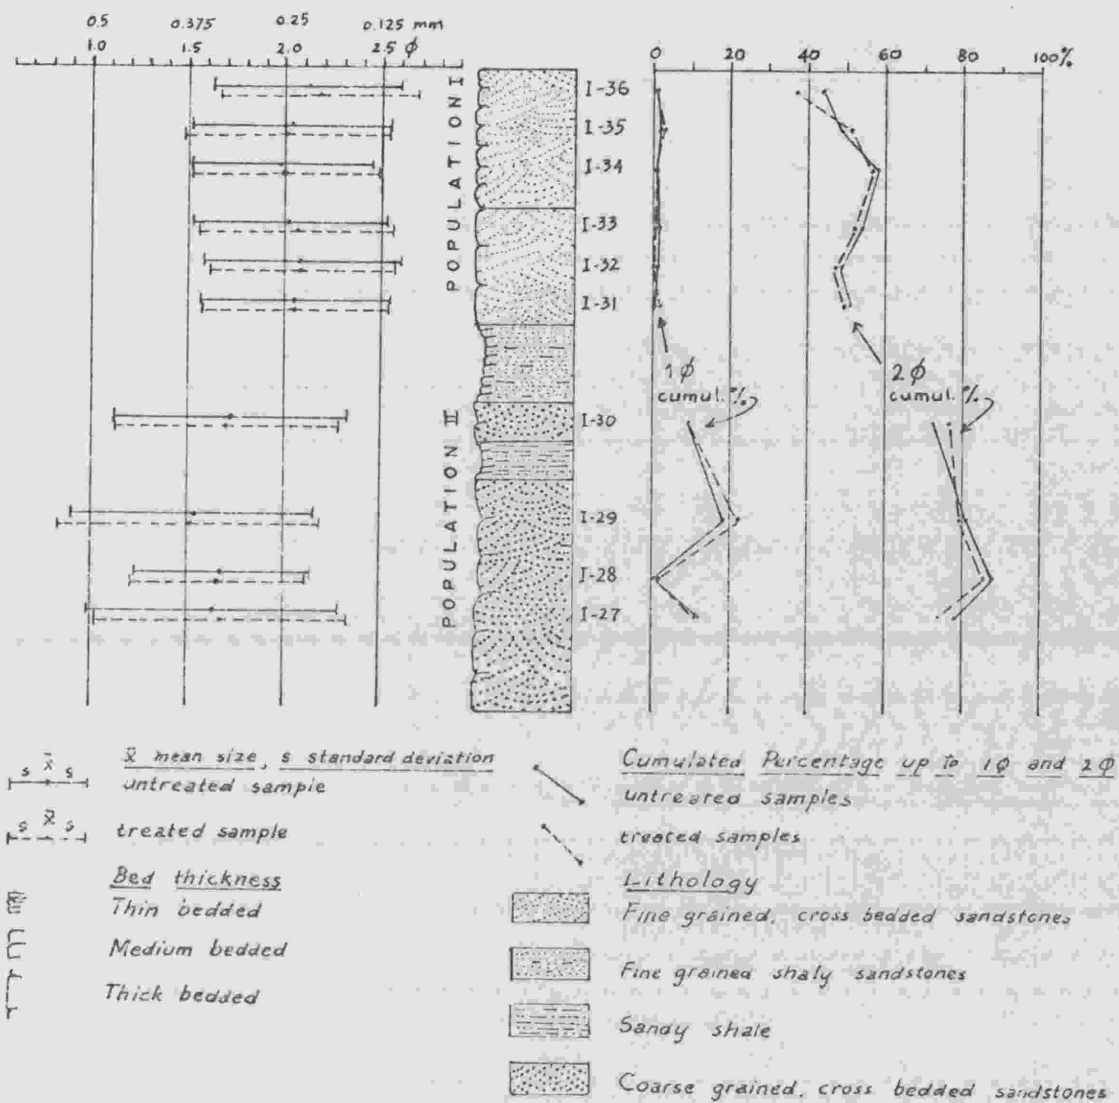 0.5 0.375 0.25 0.125 mm
1.0 1.5 2.0 2.5 ϕ
0 20 40 60 80 100%
POPULATION I
I-36
I-35
I-34
I-33
I-32
I-31
1ϕ
cumul. %
2ϕ
cumul. %
POPULATION II
I-30
I-29
I-28
I-27
x̄ mean size, s standard deviation
s x̄ s
untreated sample
s x̄ s
treated sample
Bed thickness
Thin bedded
Medium bedded
Thick bedded
Cumulated Percentage up to 1ϕ and 2ϕ
untreared samples
treated samples
Lithology
Fine grained, cross bedded sandstones
Fine grained shaly sandstones
Sandy shale
Coarse grained, cross bedded sandstones